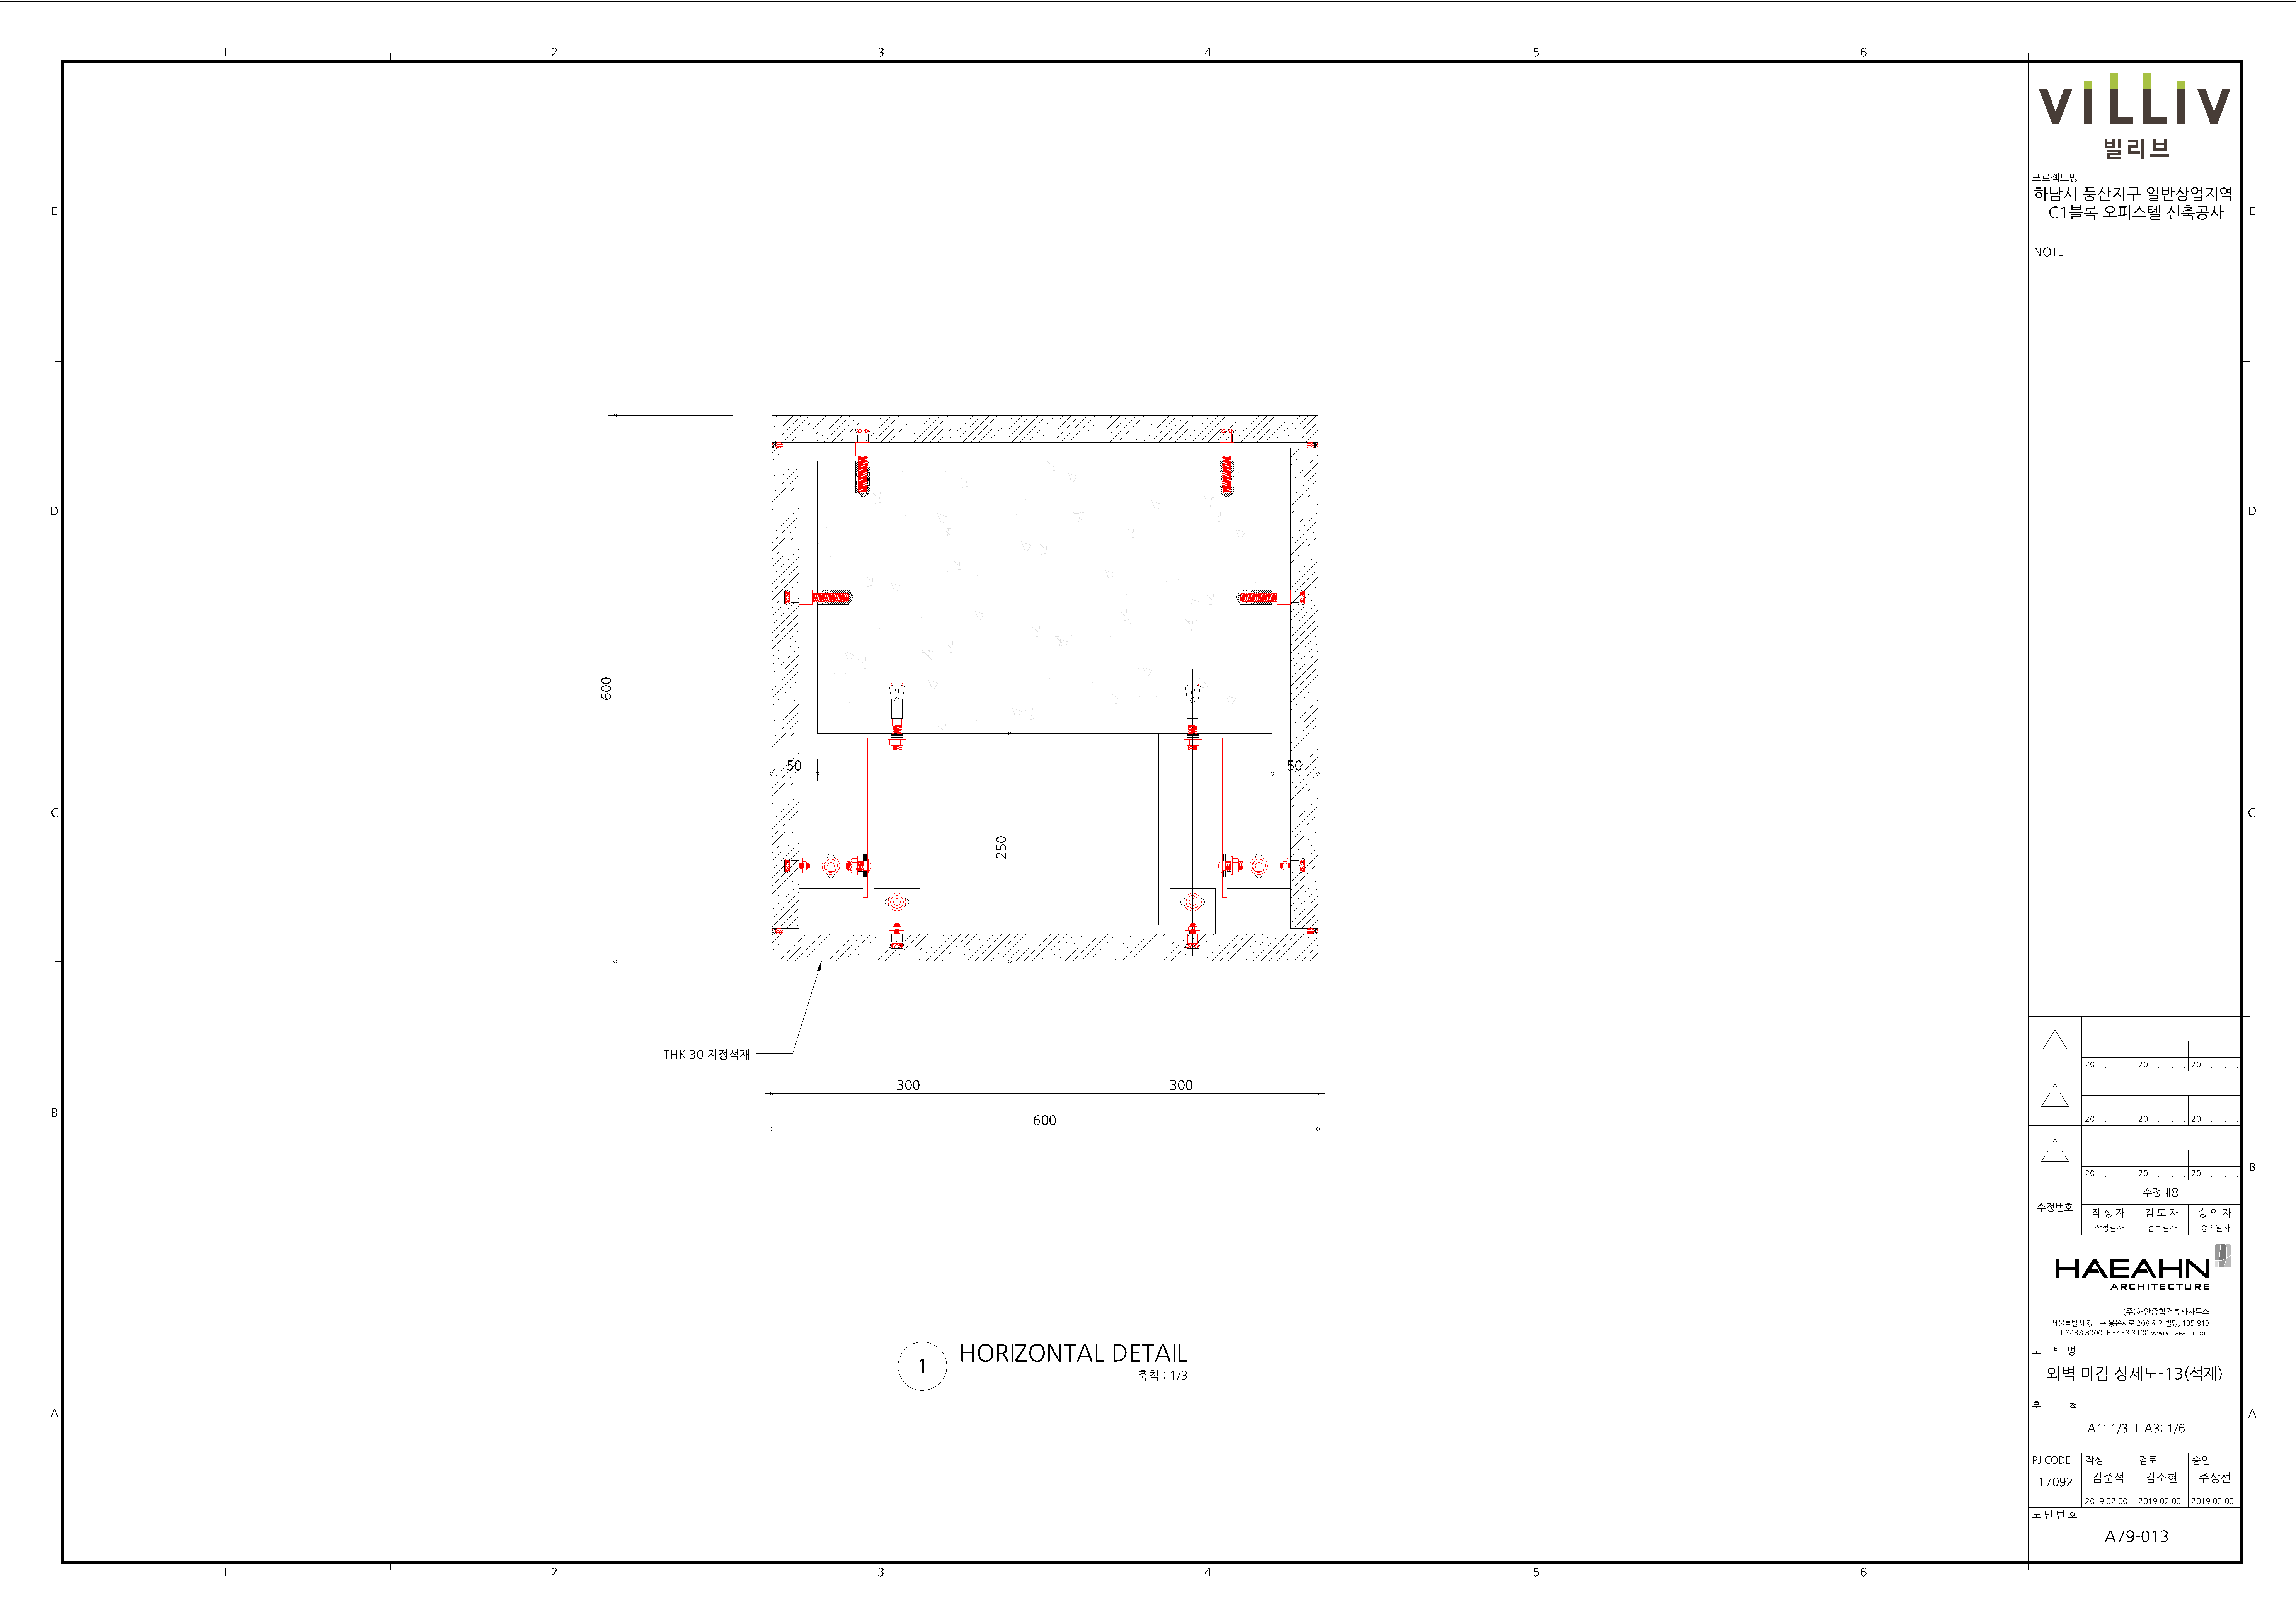 1 2 3 4 5 6
VILLIV
빌리브
프로젝트명
하남시 풍산지구 일반상업지역
C1블록 오피스텔 신축공사
E E
NOTE
D D
600
50 50
C C
250
THK 30 지정석재
300 300
600
20 . . . 20 . . . 20 . . .
20 . . . 20 . . . 20 . . .
B B
20 . . . 20 . . . 20 . . .
수정번호
수정내용
작 성 자 검 토 자 승 인 자
작성일자 검토일자 승인일자
HAEAHN
ARCHITECTURE
(주)해안종합건축사사무소
서울특별시 강남구 봉은사로 208 해안빌딩, 135-913
T.3438 8000 F.3438 8100 www.haeahn.com
1 HORIZONTAL DETAIL
축척 : 1/3
도 면 명
외벽 마감 상세도-13(석재)
A A
축 척
A1: 1/3 I A3: 1/6
PJ CODE 작성 검토 승인
17092 김준석 김소현 주상선
2019.02.00. 2019.02.00. 2019.02.00.
도 면 번 호
A79-013
1 2 3 4 5 6